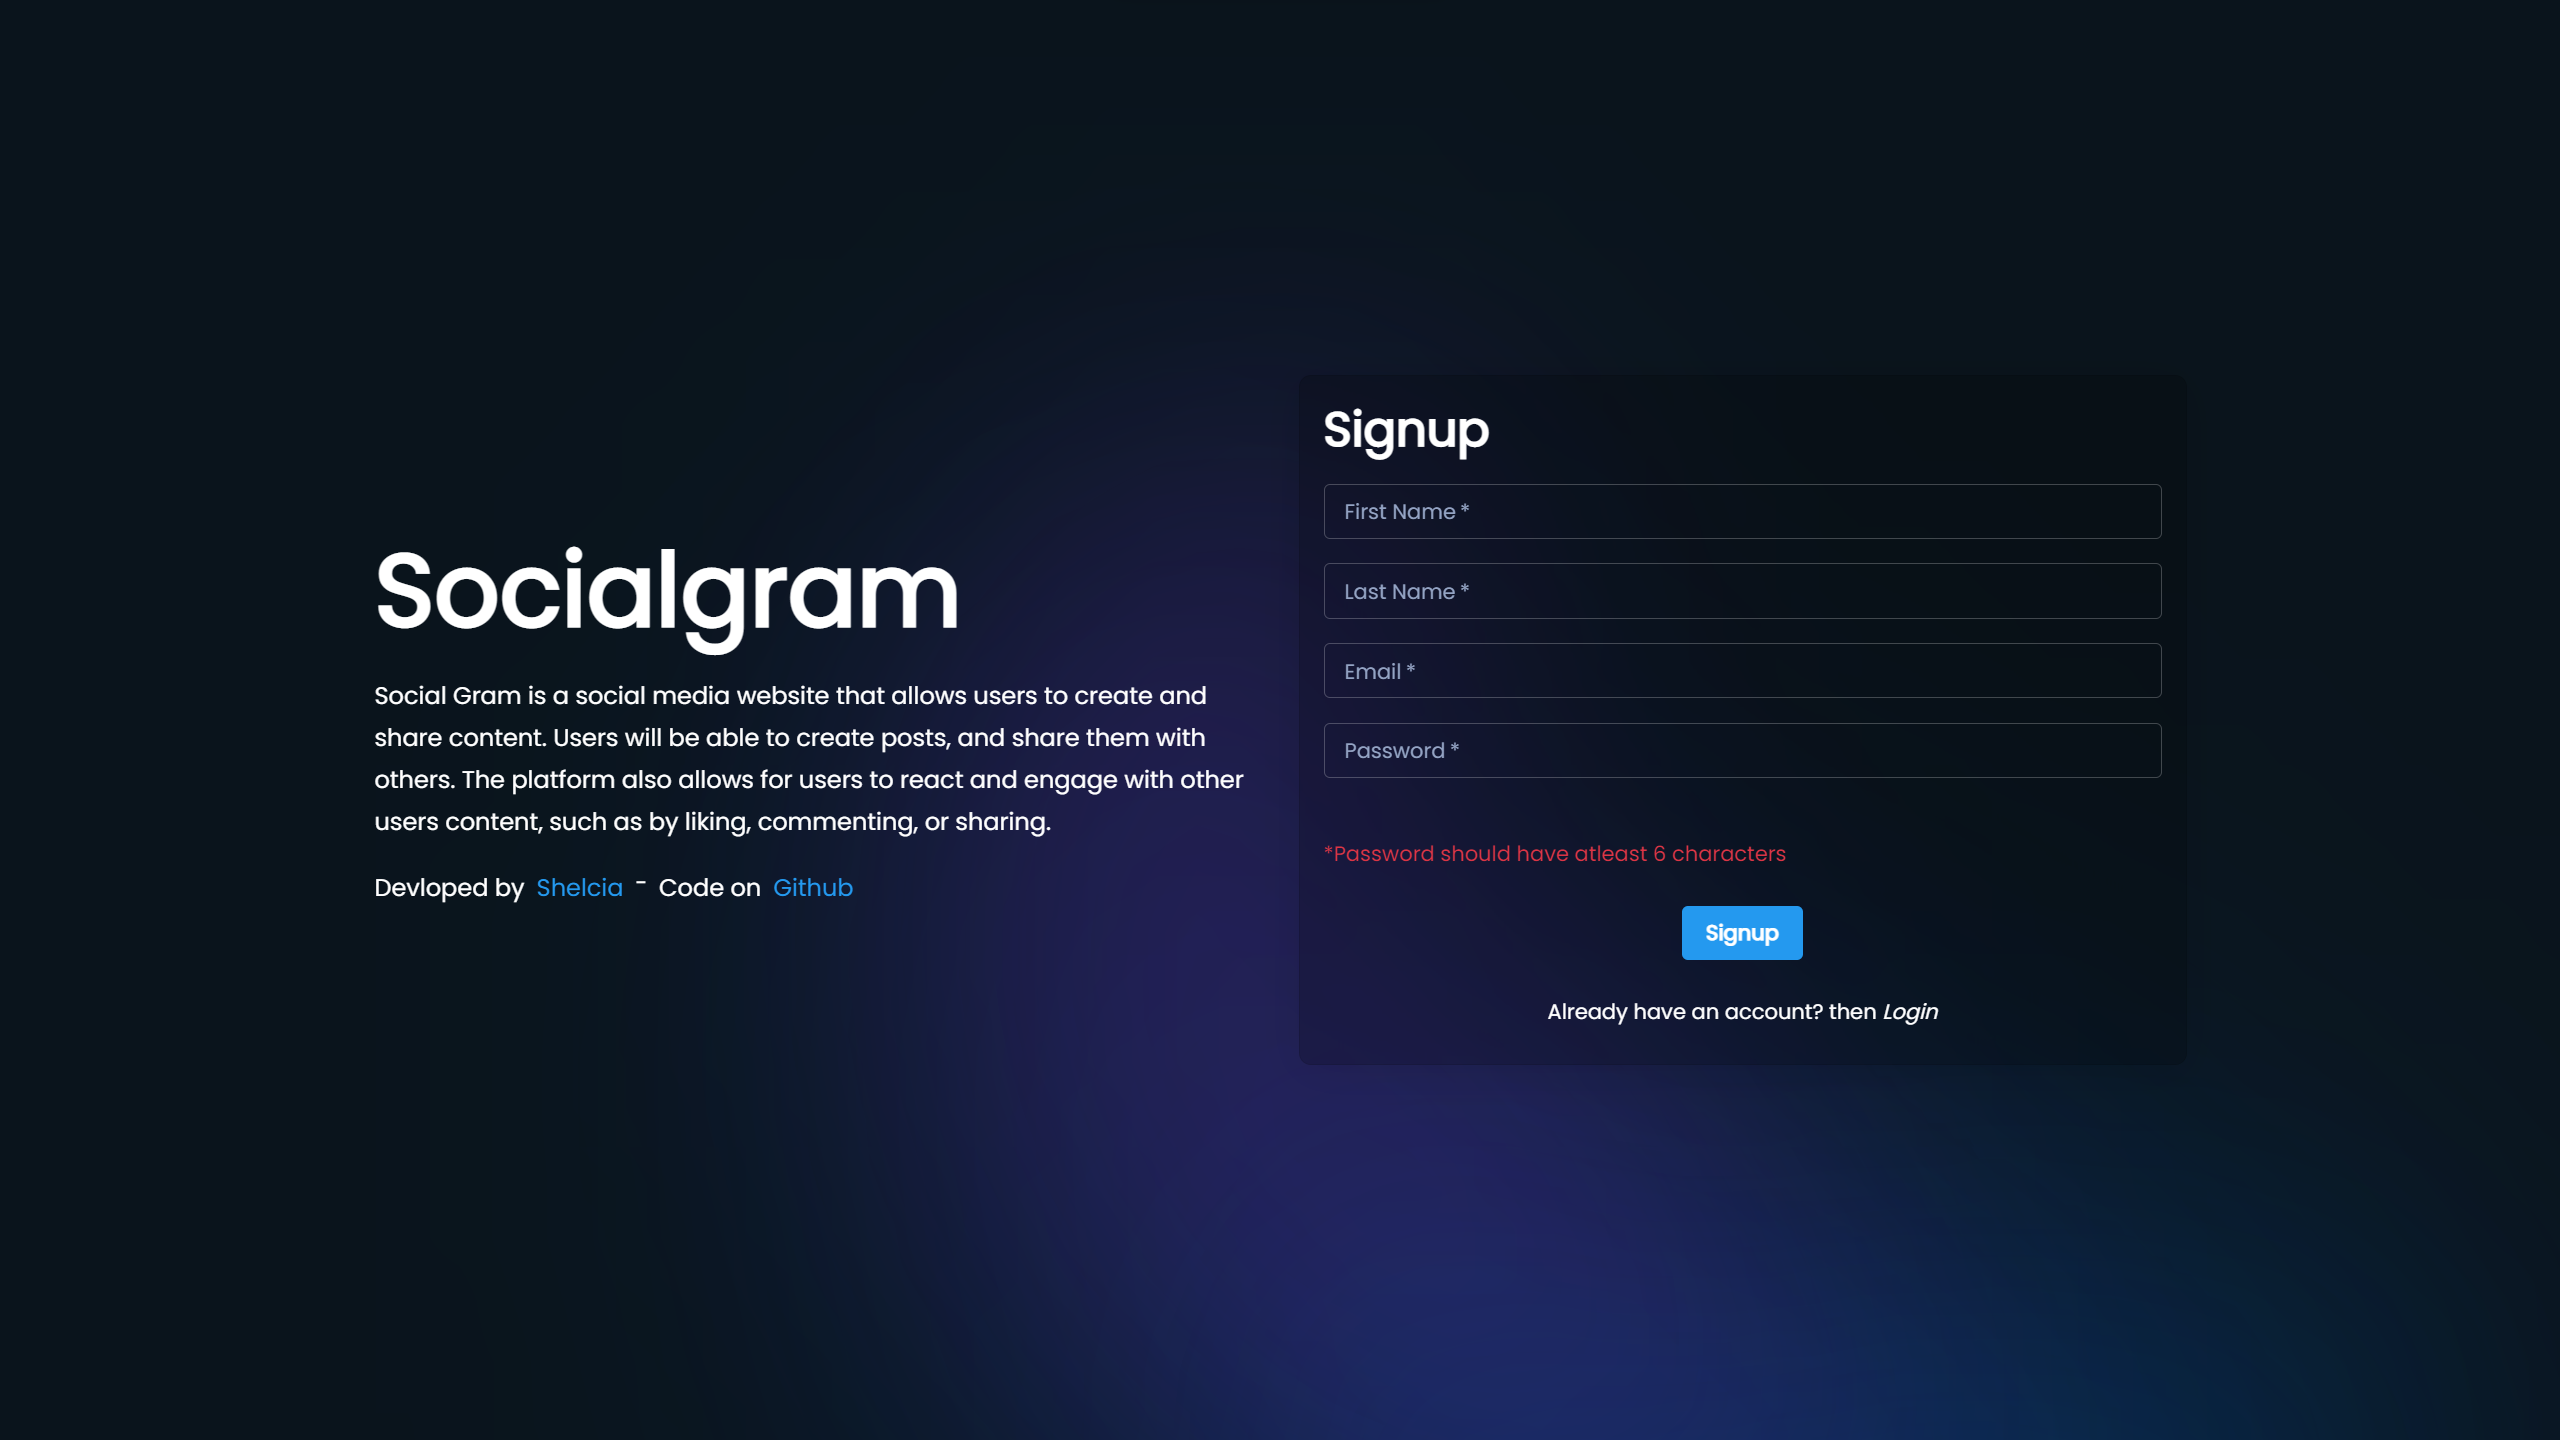 Socialgram
Social Gram is a social media website that allows users to create and
share content. Users will be able to create posts, and share them with
others. The platform also allows for users to react and engage with other
users content, such as by liking, commenting, or sharing.
Devloped by Shelcia - Code on Github
Signup
First Name *
Last Name *
Email *
Password *
*Password should have atleast 6 characters
Signup
Already have an account? then Login